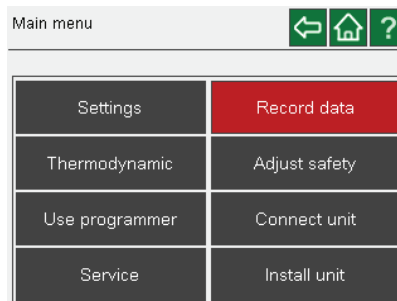 Main menu ?
Settings Record data
Thermodynamic Adjust safety
Use programmer Connect unit
Service Install unit